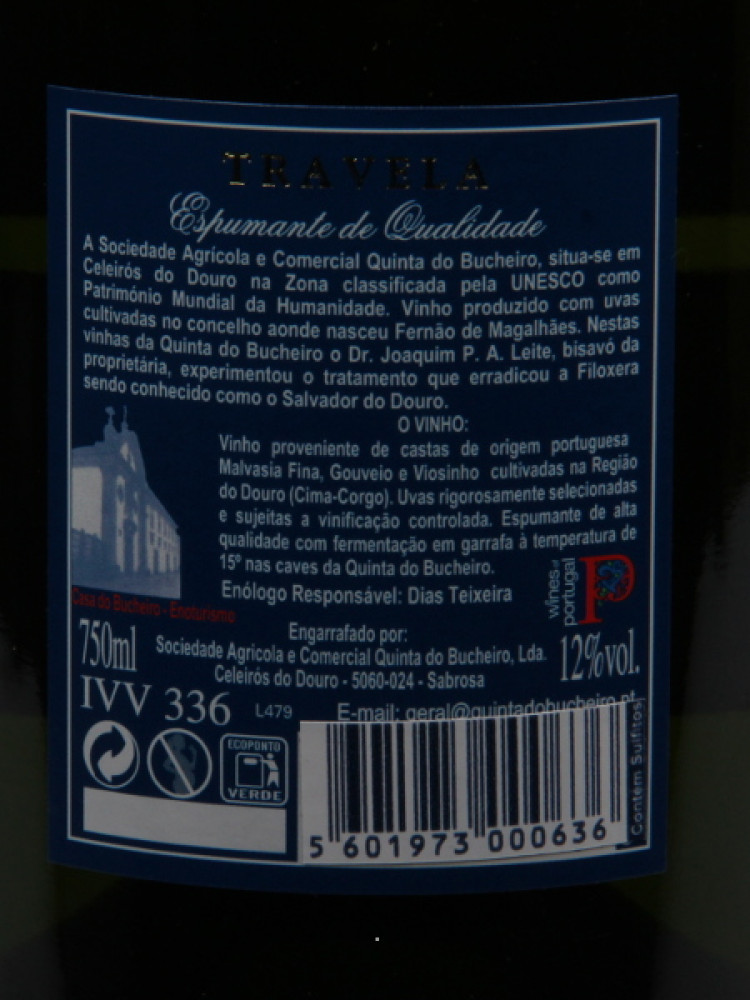 TRAVELA
Espumante de Qualidade
A Sociedade Agrícola e Comercial Quinta do Bucheiro, situa-se em
Celeirós do Douro na Zona classificada pela UNESCO como
Património Mundial da Humanidade. Vinho produzido com uvas
cultivadas no concelho aonde nasceu Fernão de Magalhães. Nestas
vinhas da Quinta do Bucheiro o Dr. Joaquim P. A. Leite, bisavó da
proprietária, experimentou o tratamento que erradicou a Filoxera
sendo conhecido como o Salvador do Douro.
O VINHO:
Vinho proveniente de castas de origem portuguesa
Malvasia Fina, Gouveio e Viosinho cultivadas na Região
do Douro (Cima-Corgo). Uvas rigorosamente selecionadas
e sujeitas a vinificação controlada. Espumante de alta
qualidade com fermentação em garrafa à temperatura de
15º nas caves da Quinta do Bucheiro.
Enólogo Responsável: Dias Teixeira
wines of
portugal
P
Casa do Bucheiro - Enoturismo
Engarrafado por:
750ml
Sociedade Agrícola e Comercial Quinta do Bucheiro, Lda.
12%vol.
Celeirós do Douro - 5060-024 - Sabrosa
IVV 336
L479
E-mail: geral@quintadobucheiro.pt
ECOPONTO
VERDE
Contém Sulfitos
5 601973 000636